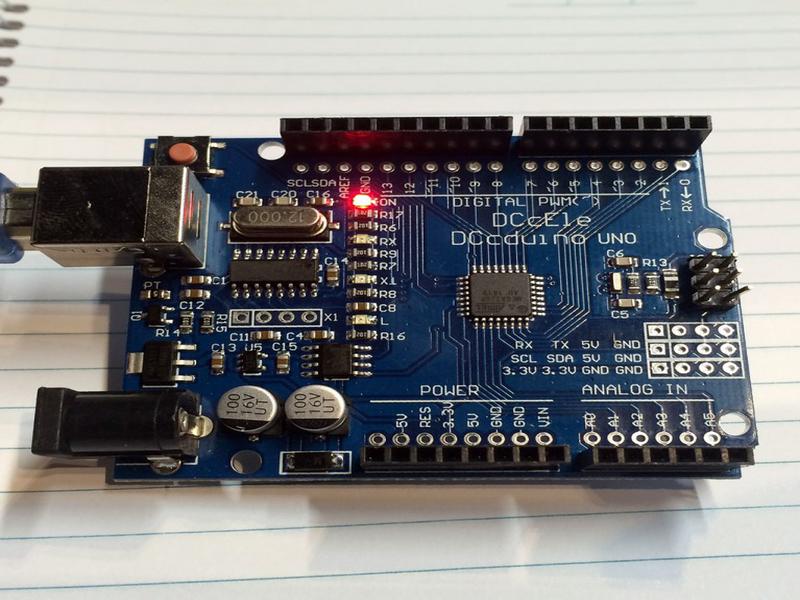 SCL SDA AREF GND 13 12 11 10 9 8 7 6 5 4 3 2 TX→1 RX←0
ON
DIGITAL PWM
C21 C20 C16
12.000
R17
R6
RX
R9
R7
R8
C8
L
R16
C14
DCcEle
DCcduino UNO
PT
C12
R14
R15
X1
C11 U5 C4
C13 C15
C6
R13
C5
RX TX 5V GND
SCL SDA 5V GND
3.3V 3.3V GND GND
100
16V
UT
100
16V
UT
POWER
ANALOG IN
5V RES 3.3V 5V GND GND VIN
A0 A1 A2 A3 A4 A5